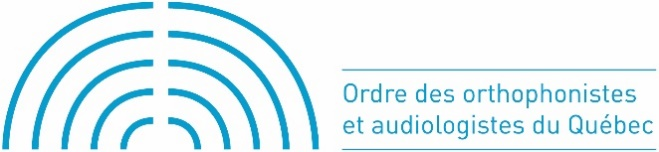 Ordre des orthophonistes
et audiologistes du Québec